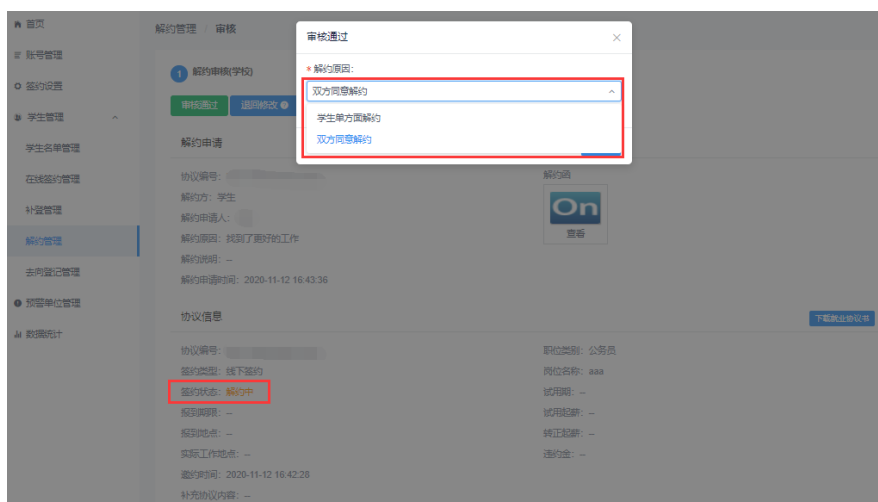 首页
账号管理
签约设置
学生管理
学生名单管理
在线签约管理
补登管理
解约管理
去向登记管理
预警单位管理
数据统计
解约管理 / 审核
1 解约审核(学校)
审核通过 退回修改
审核通过
* 解约原因:
双方同意解约
学生单方面解约
双方同意解约
解约申请
协议编号:
解约方: 学生
解约申请人:
解约原因: 找到了更好的工作
解约说明: --
解约申请时间: 2020-11-12 16:43:36
解约函
On
查看
协议信息
下载就业协议书
协议编号:
签约类型: 线下签约
签约状态: 解约中
报到期限: --
报到地点: --
实际工作地点: --
邀约时间: 2020-11-12 16:42:28
补充协议内容: --
职位类别: 公务员
岗位名称: aaa
试用期: --
试用起薪: --
转正起薪: --
违约金: --